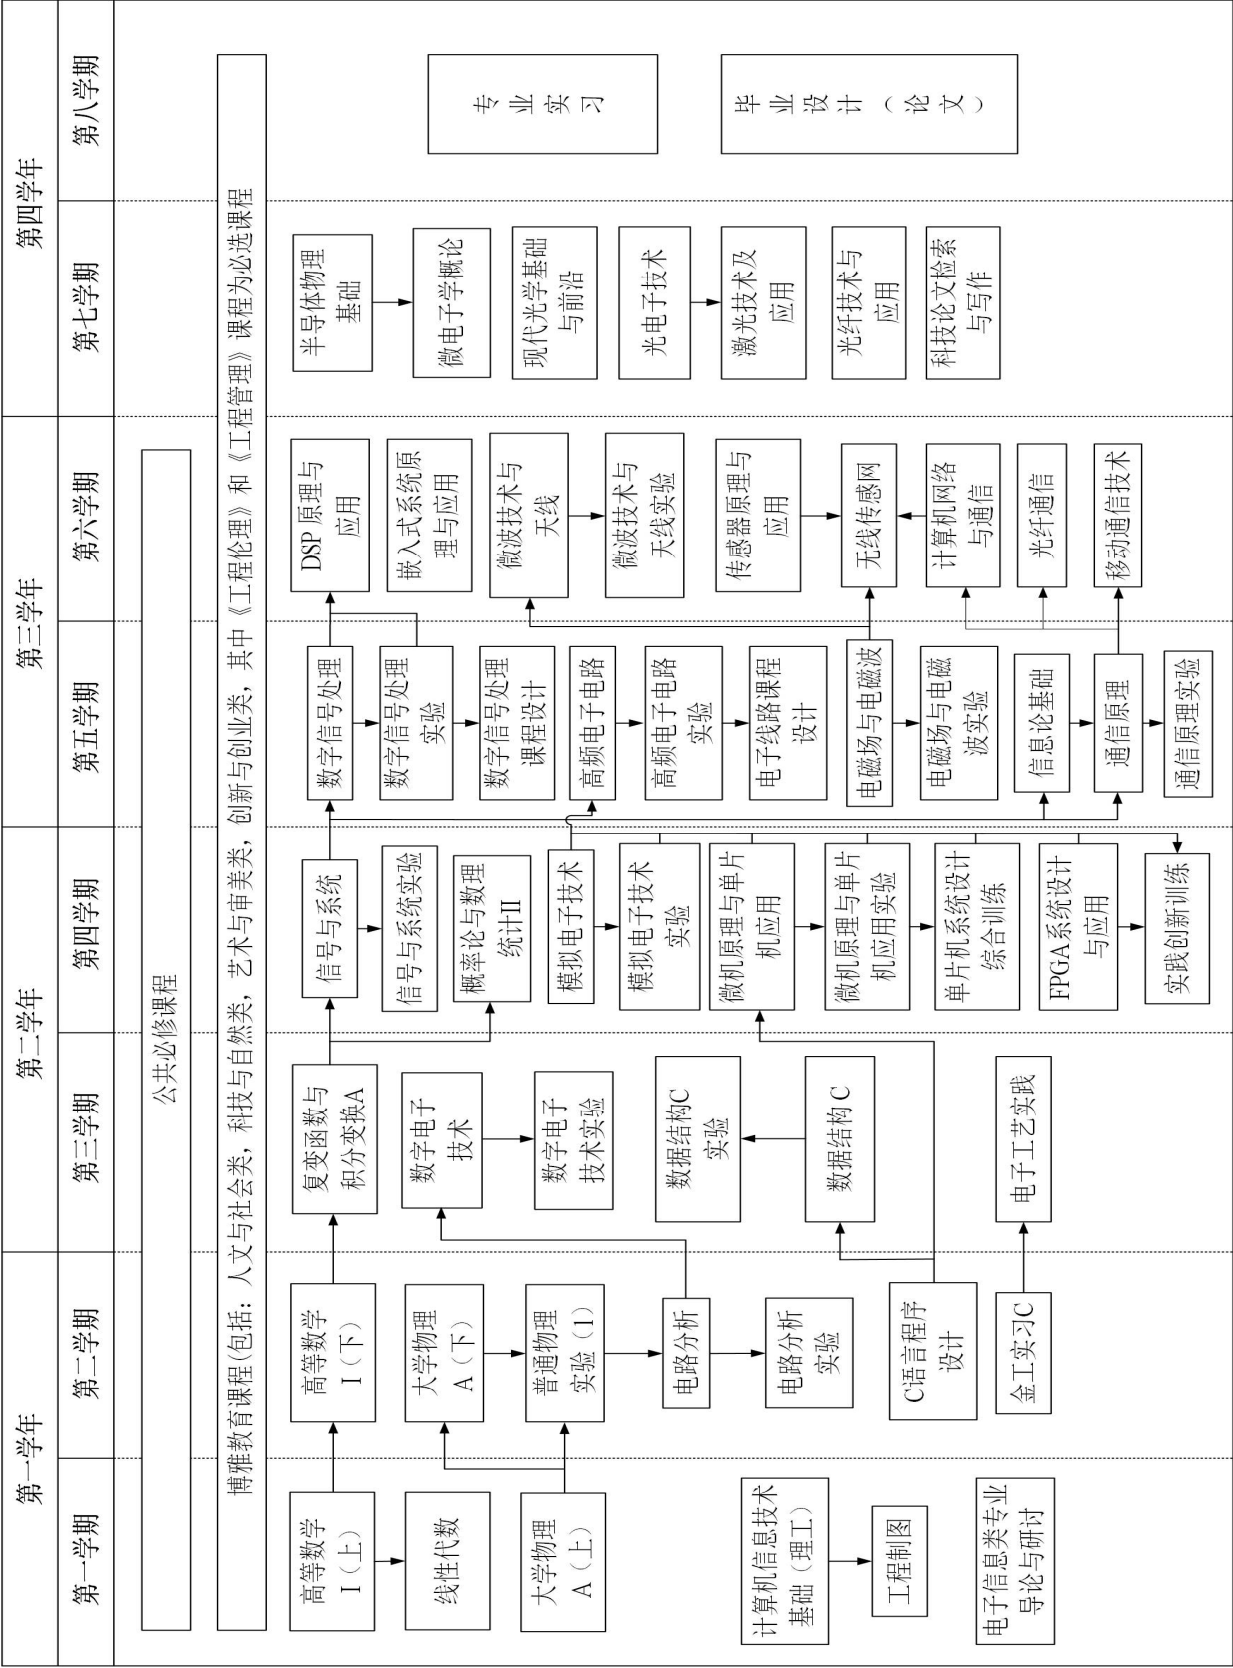 第一学年
第二学年
第三学年
第四学年
第一学期
第二学期
第三学期
第四学期
第五学期
第六学期
第七学期
第八学期
公共必修课程
博雅教育课程(包括：人文与社会类，科技与自然类，艺术与审美类，创新与创业类，其中《工程伦理》和《工程管理》课程为必选课程
高等数学
I（上）
线性代数
大学物理
A（上）
计算机信息技术
基础（理工）
工程制图
电子信息类专业
导论与研讨
高等数学
I（下）
大学物理
A（下）
普通物理
实验（1）
电路分析
电路分析
实验
C语言程序
设计
金工实习C
复变函数与
积分变换A
数字电子
技术
数字电子
技术实验
数据结构C
实验
数据结构 C
电子工艺实践
信号与系统
信号与系统实验
概率论与数理
统计II
模拟电子技术
模拟电子技术
实验
微机原理与单片
机应用
微机原理与单片
机应用实验
单片机系统设计
综合训练
FPGA系统设计
与应用
实践创新训练
数字信号处理
数字信号处理
实验
数字信号处理
课程设计
高频电子电路
高频电子电路
实验
电子线路课程
设计
电磁场与电磁波
电磁场与电磁
波实验
信息论基础
通信原理
通信原理实验
DSP 原理与
应用
嵌入式系统原
理与应用
微波技术与
天线
微波技术与
天线实验
传感器原理与
应用
无线传感网
计算机网络
与通信
光纤通信
移动通信技术
半导体物理
基础
微电子学概论
现代光学基础
与前沿
光电子技术
激光技术及
应用
光纤技术与
应用
科技论文检索
与写作
专业实习
毕业设计（论文）